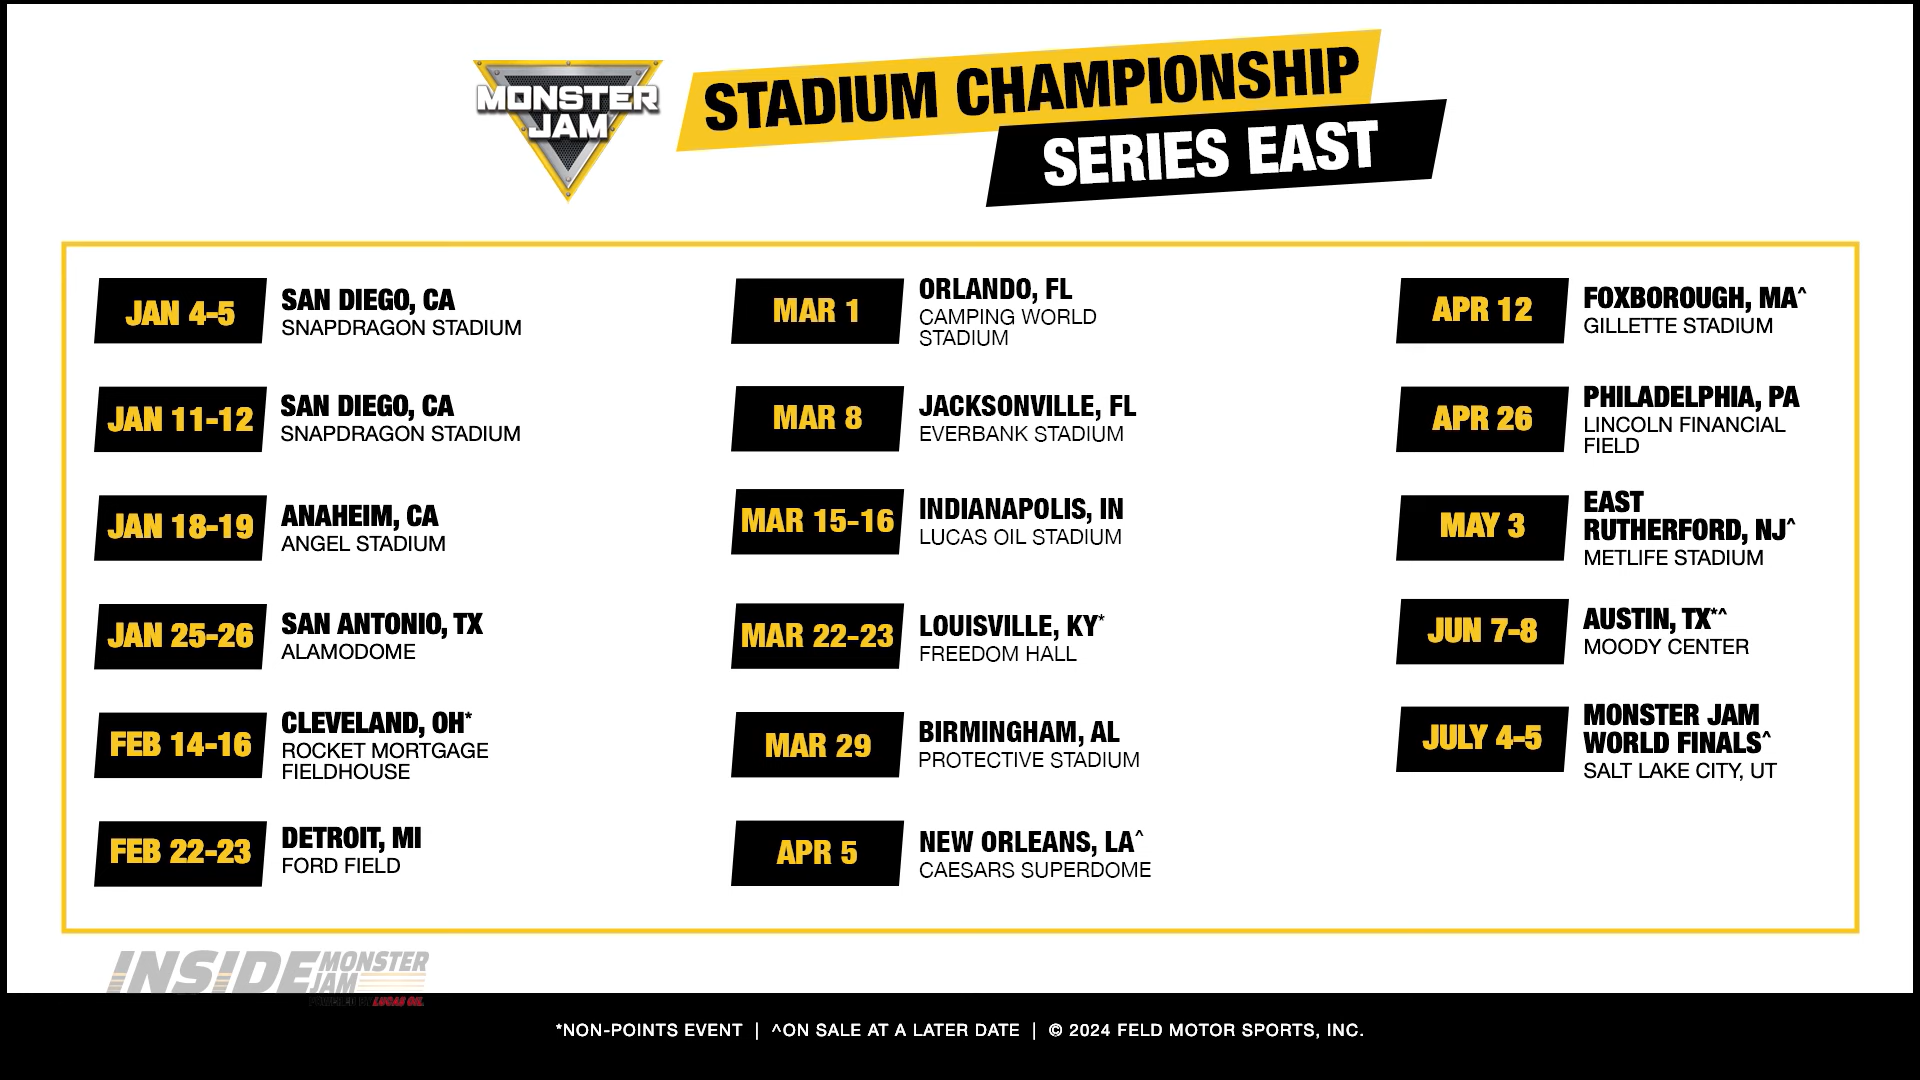 MONSTER
JAM
STADIUM CHAMPIONSHIP
SERIES EAST
JAN 4-5
SAN DIEGO, CA
SNAPDRAGON STADIUM
JAN 11-12
SAN DIEGO, CA
SNAPDRAGON STADIUM
JAN 18-19
ANAHEIM, CA
ANGEL STADIUM
JAN 25-26
SAN ANTONIO, TX
ALAMODOME
FEB 14-16
CLEVELAND, OH*
ROCKET MORTGAGE
FIELDHOUSE
FEB 22-23
DETROIT, MI
FORD FIELD
MAR 1
ORLANDO, FL
CAMPING WORLD
STADIUM
MAR 8
JACKSONVILLE, FL
EVERBANK STADIUM
MAR 15-16
INDIANAPOLIS, IN
LUCAS OIL STADIUM
MAR 22-23
LOUISVILLE, KY*
FREEDOM HALL
MAR 29
BIRMINGHAM, AL
PROTECTIVE STADIUM
APR 5
NEW ORLEANS, LA^
CAESARS SUPERDOME
APR 12
FOXBOROUGH, MA^
GILLETTE STADIUM
APR 26
PHILADELPHIA, PA
LINCOLN FINANCIAL
FIELD
MAY 3
EAST
RUTHERFORD, NJ^
METLIFE STADIUM
JUN 7-8
AUSTIN, TX*^
MOODY CENTER
JULY 4-5
MONSTER JAM
WORLD FINALS^
SALT LAKE CITY, UT
INSIDE MONSTER
JAM
POWERED BY LUCAS OIL
*NON-POINTS EVENT | ^ON SALE AT A LATER DATE | © 2024 FELD MOTOR SPORTS, INC.